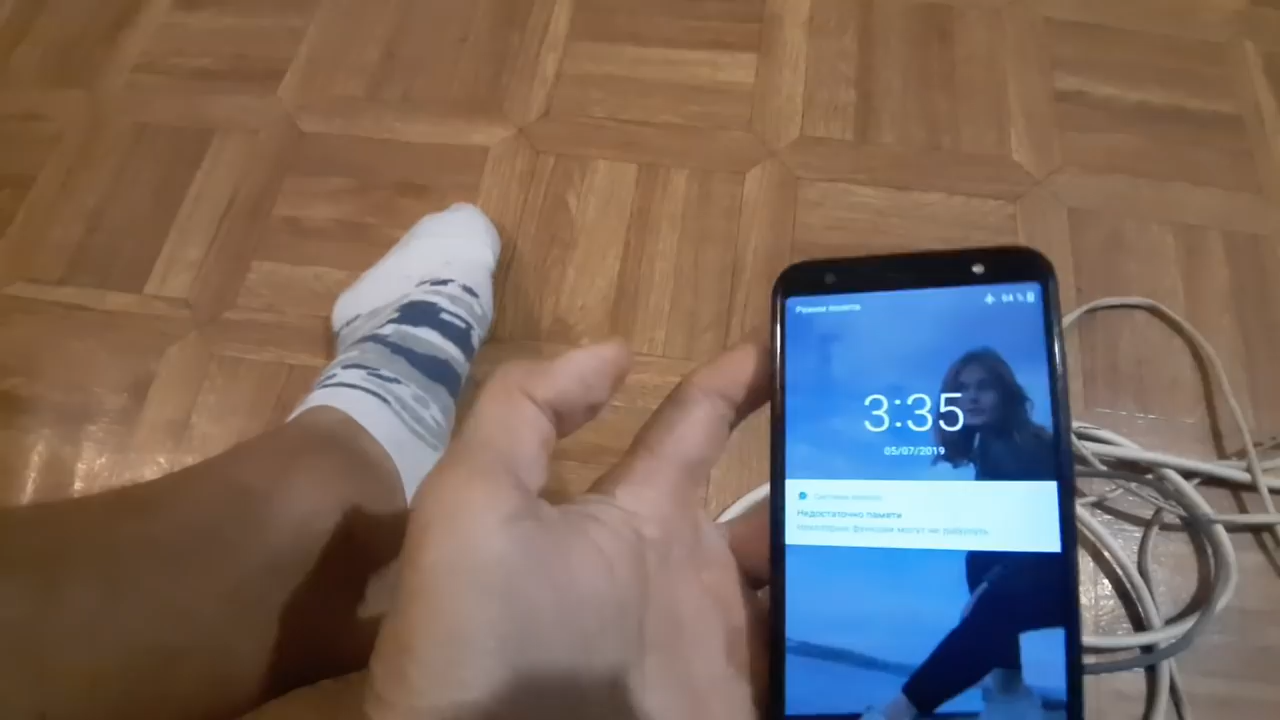 Режим полета
64 %
3:35
05/07/2019
Недостаточно памяти
Некоторые функции могут не работать